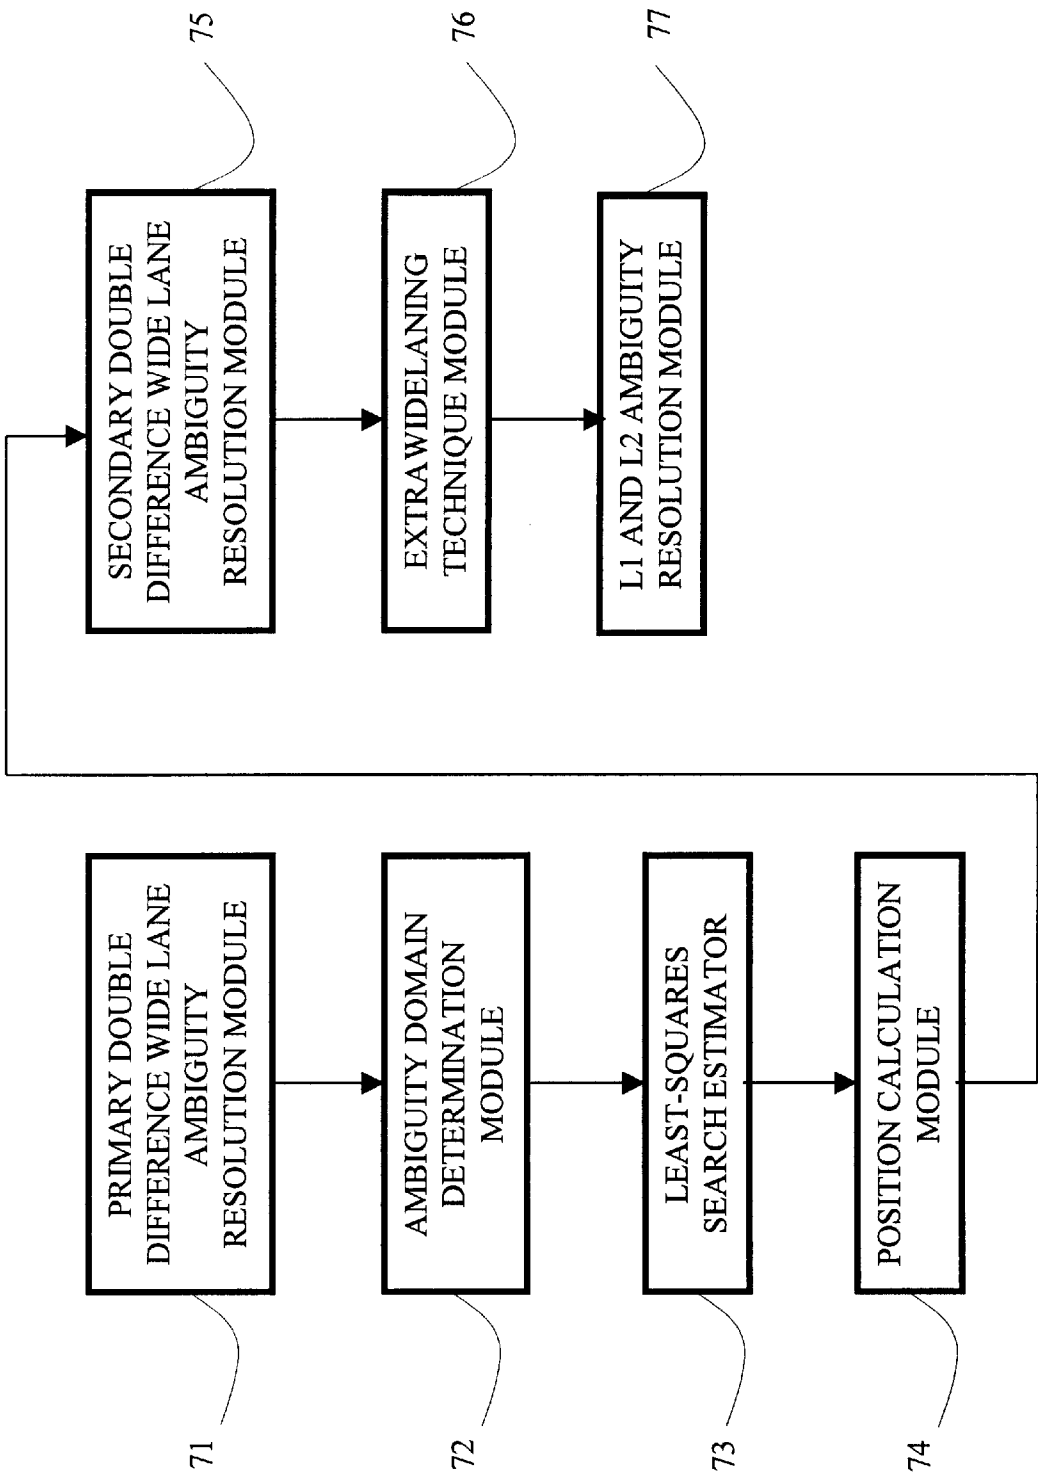 PRIMARY DOUBLE
DIFFERENCE WIDE LANE
AMBIGUITY
RESOLUTION MODULE
71
AMBIGUITY DOMAIN
DETERMINATION
MODULE
72
LEAST-SQUARES
SEARCH ESTIMATOR
73
POSITION CALCULATION
MODULE
74
SECONDARY DOUBLE
DIFFERENCE WIDE LANE
AMBIGUITY
RESOLUTION MODULE
75
EXTRAWIDELANING
TECHNIQUE MODULE
76
L1 AND L2 AMBIGUITY
RESOLUTION MODULE
77